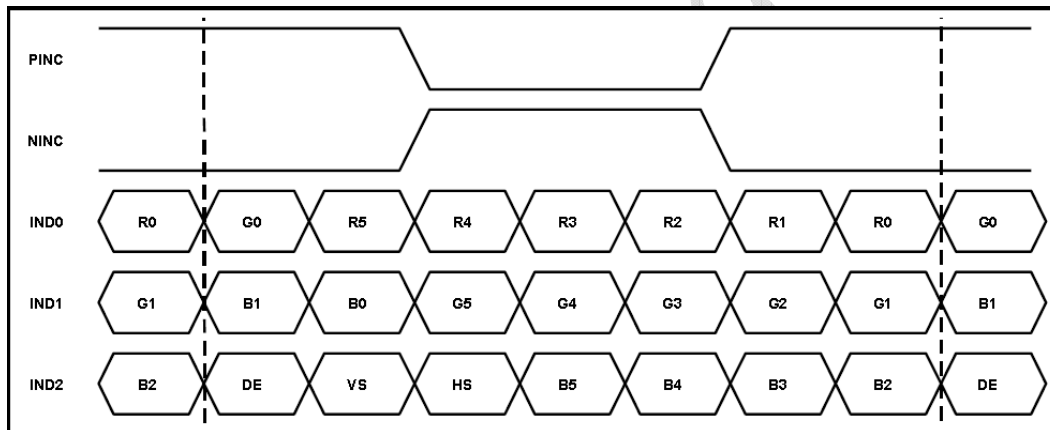 PINC
NINC
IND0 R0 G0 R5 R4 R3 R2 R1 R0 G0
IND1 G1 B1 B0 G5 G4 G3 G2 G1 B1
IND2 B2 DE VS HS B5 B4 B3 B2 DE